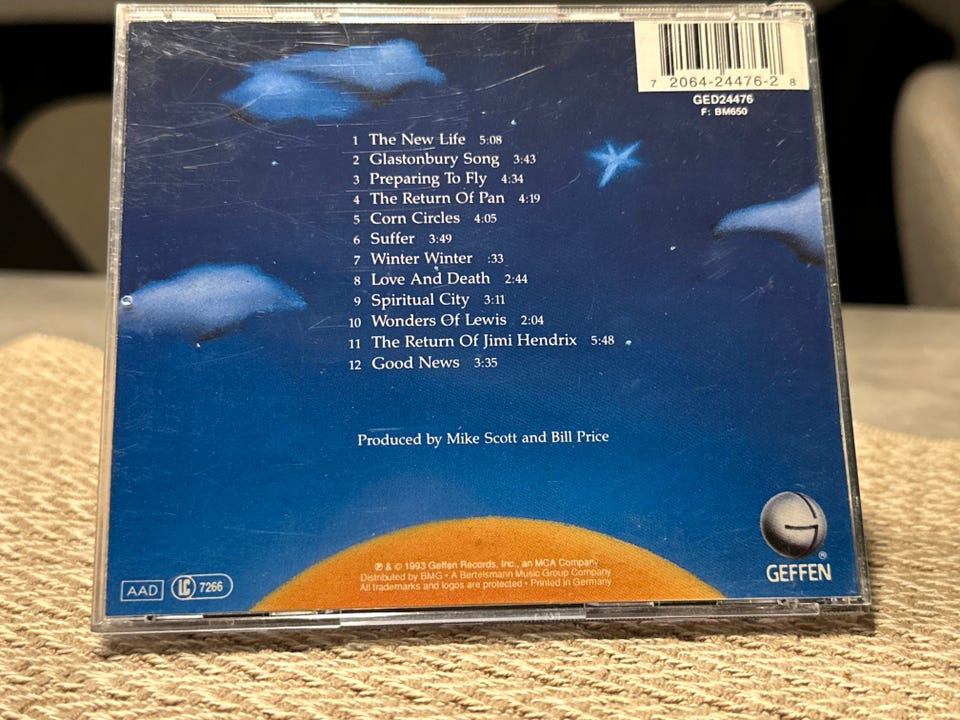 7 2064-24476-2 8
GED24476
F: BM650
1 The New Life 5:08
2 Glastonbury Song 3:43
3 Preparing To Fly 4:34
4 The Return Of Pan 4:19
5 Corn Circles 4:05
6 Suffer 3:49
7 Winter Winter :33
8 Love And Death 2:44
9 Spiritual City 3:11
10 Wonders Of Lewis 2:04
11 The Return Of Jimi Hendrix 5:48
12 Good News 3:35
Produced by Mike Scott and Bill Price
℗ & © 1993 Geffen Records, Inc., an MCA Company
Distributed by BMG • A Bertelsmann Music Group Company
All trademarks and logos are protected • Printed in Germany
AAD LC 7266
G ®
GEFFEN